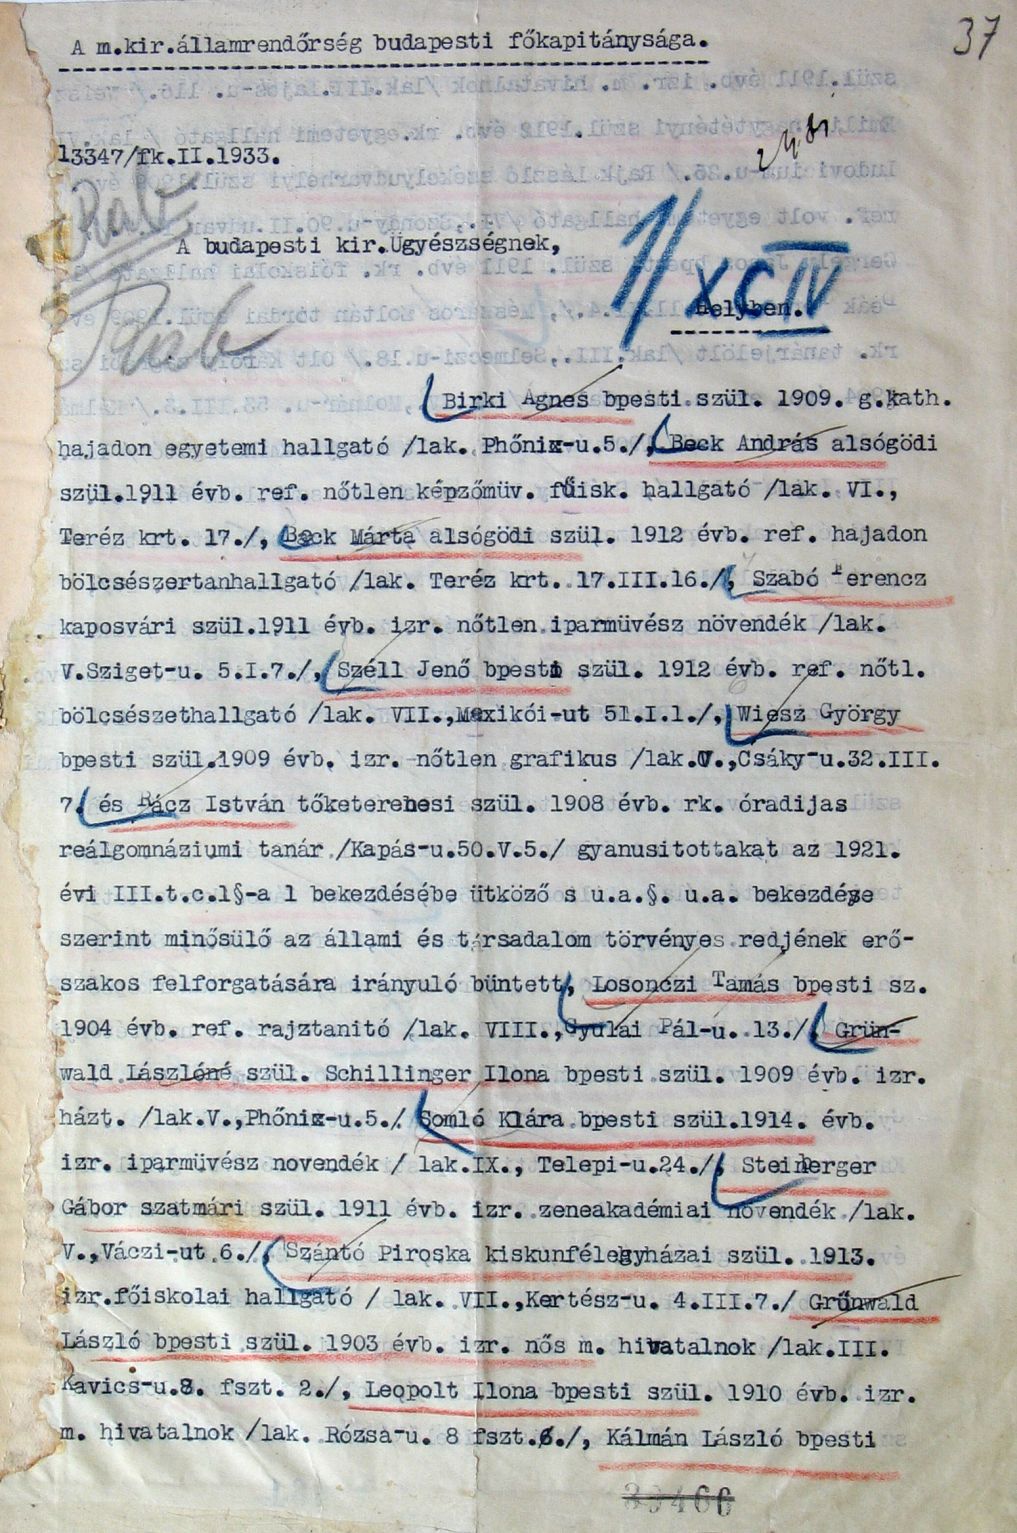 37
A m.kir.államrendőrség budapesti főkapitánysága.
13347/fk.II.1933.
Rab
A budapesti kir.Ügyészségnek,
1/ XCIV
helyben.
Rab
Birki Ágnes bpesti szül. 1909. g.kath.
hajadon egyetemi hallgató /lak. Phőnix-u.5./, Beck András alsógödi
szül.1911 évb. ref. nőtlen képzőmüv. fűisk. hallgató /lak. VI.,
Teréz krt. 17./, Beck Márta alsógödi szül. 1912 évb. ref. hajadon
bölcsészertanhallgató /lak. Teréz krt. 17.III.16./, Szabó Ferencz
kaposvári szül.1911 évb. izr. nőtlen iparmüvész növendék /lak.
V.Sziget-u. 5.I.7./, Széll Jenő bpesti szül. 1912 évb. ref. nőtl.
bölcsészethallgató /lak. VII.,Mexikói-ut 51.I.1./, Wiesz György
bpesti szül.1909 évb. izr. nőtlen grafikus /lak.V.,Csáky-u.32.III.
7. és Rácz István tőketerebesi szül. 1908 évb. rk. óradijas
reálgomnáziumi tanár /Kapás-u.50.V.5./ gyanusitottakat az 1921.
évi III.t.c.1§-a 1 bekezdésébe ütköző s u.a.§. u.a. bekezdése
szerint minősülő az állami és társadalom törvényes redjének erő-
szakos felforgatására irányuló büntett, Losonczi Tamás bpesti sz.
1904 évb. ref. rajztanitó /lak. VIII.,Gyulai Pál-u. 13./, Grün-
wald Lászlóné szül. Schillinger Ilona bpesti szül. 1909 évb. izr.
házt. /lak.V.,Phőnix-u.5./. Somló Klára bpesti szül.1914. évb.
izr. iparmüvész novendék / lak.IX., Telepi-u.24./, Steinberger
Gábor szatmári szül. 1911 évb. izr. zeneakadémiai növendék /lak.
V.,Váczi-ut 6./, Szántó Piroska kiskunfélegyházai szül. 1913.
izr.főiskolai hallgató / lak. VII.,Kertész-u. 4.III.7./ Grűnwald
László bpesti szül. 1903 évb. izr. nős m. hivatalnok /lak.III.
Kavics-u.8. fszt. 2./, Leopolt Ilona bpesti szül. 1910 évb. izr.
m. hivatalnok /lak. Rózsa-u. 8 fszt.6./, Kálmán László bpesti
39466